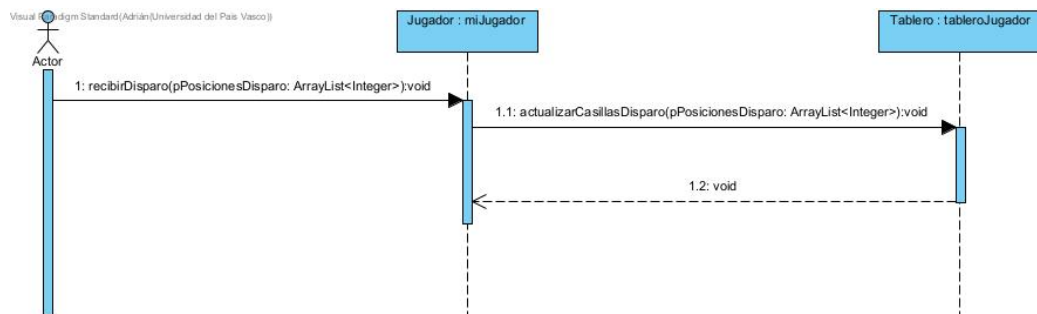 Visual Paradigm Standard(Adrián(Universidad del Pais Vasco))
Jugador : miJugador
Tablero : tableroJugador
Actor
1: recibirDisparo(pPosicionesDisparo: ArrayList<Integer>):void
1.1: actualizarCasillasDisparo(pPosicionesDisparo: ArrayList<Integer>):void
1.2: void